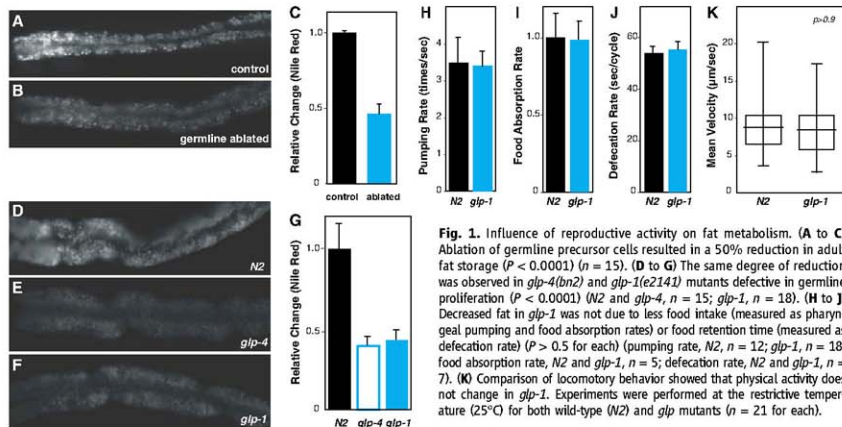 A
control
B
germline ablated
C
Relative Change (Nile Red)
1.0
0.5
0
control ablated
D
N2
E
glp-4
F
glp-1
G
Relative Change (Nile Red)
1.0
0.5
0
N2 glp-4 glp-1
H
Pumping Rate (times/sec)
4
3
2
1
0
N2 glp-1
I
Food Absorption Rate
1.0
0.5
0
N2 glp-1
J
Defecation Rate (sec/cycle)
60
40
20
0
N2 glp-1
K
p>0.9
Mean Velocity (μm/sec)
20
15
10
5
0
N2 glp-1
Fig. 1. Influence of reproductive activity on fat metabolism. (A to C)
Ablation of germline precursor cells resulted in a 50% reduction in adul
fat storage (P < 0.0001) (n = 15). (D to G) The same degree of reduction
was observed in glp-4(bn2) and glp-1(e2141) mutants defective in germline
proliferation (P < 0.0001) (N2 and glp-4, n = 15; glp-1, n = 18). (H to J)
Decreased fat in glp-1 was not due to less food intake (measured as pharyn-
geal pumping and food absorption rates) or food retention time (measured as
defecation rate) (P > 0.5 for each) (pumping rate, N2, n = 12; glp-1, n = 18
food absorption rate, N2 and glp-1, n = 5; defecation rate, N2 and glp-1, n =
7). (K) Comparison of locomotory behavior showed that physical activity does
not change in glp-1. Experiments were performed at the restrictive temper-
ature (25°C) for both wild-type (N2) and glp mutants (n = 21 for each).